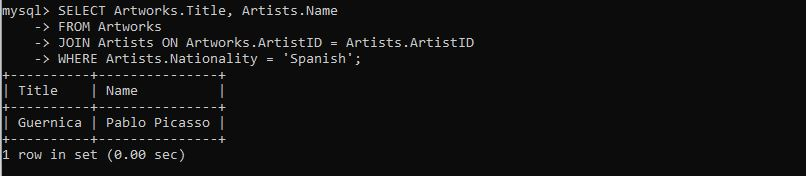 mysql> SELECT Artworks.Title, Artists.Name
    -> FROM Artworks
    -> JOIN Artists ON Artworks.ArtistID = Artists.ArtistID
    -> WHERE Artists.Nationality = 'Spanish';
+----------+---------------+
| Title    | Name          |
+----------+---------------+
| Guernica | Pablo Picasso |
+----------+---------------+
1 row in set (0.00 sec)